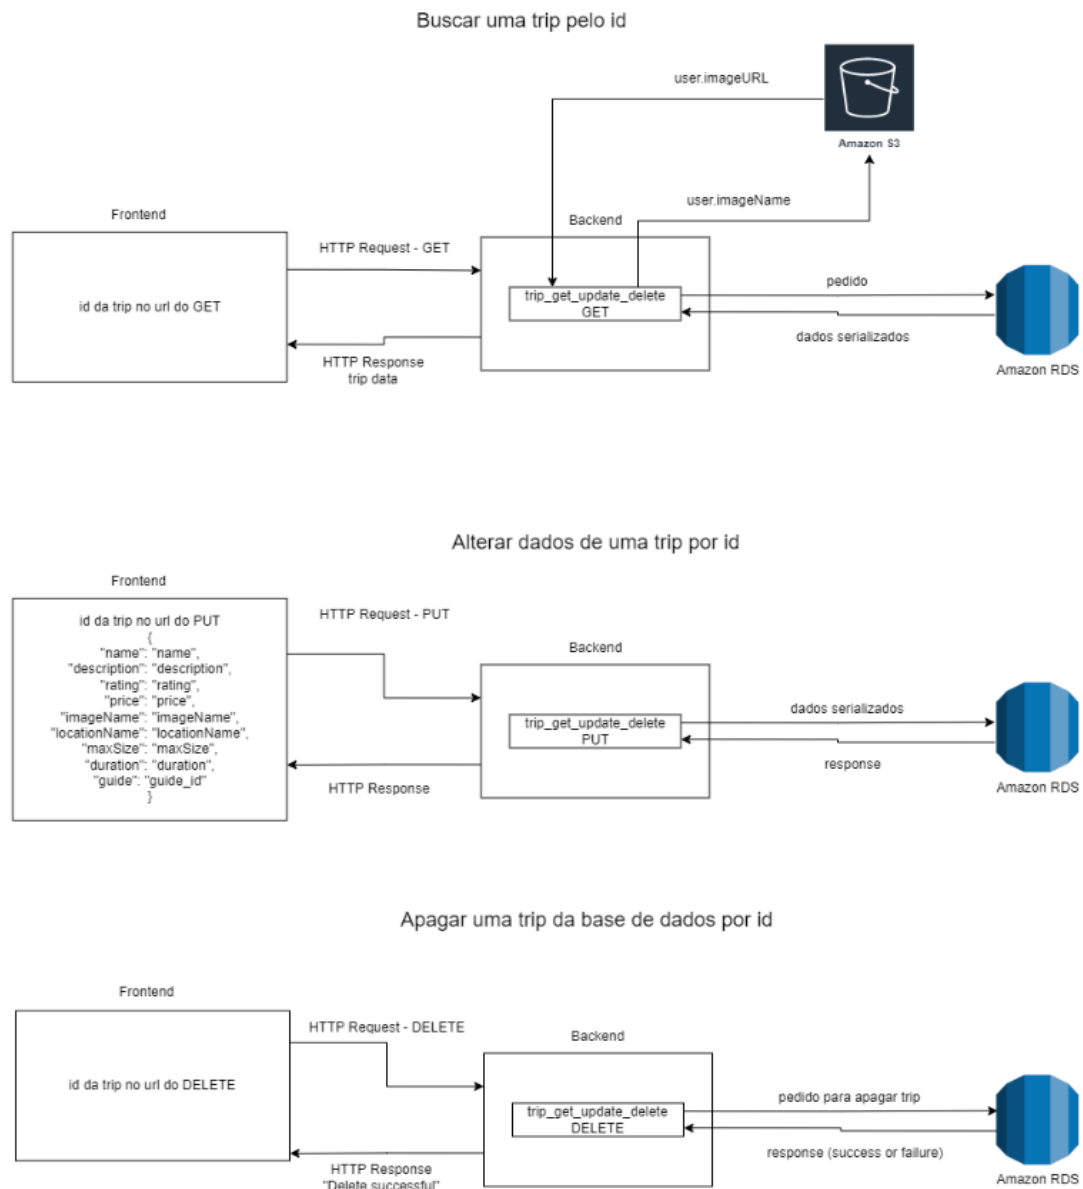 Buscar uma trip pelo id
user.imageURL
Amazon S3
user.imageName
Frontend
Backend
HTTP Request - GET
id da trip no url do GET
trip_get_update_delete
GET
pedido
dados serializados
HTTP Response
trip data
Amazon RDS
Alterar dados de uma trip por id
Frontend
HTTP Request - PUT
id da trip no url do PUT
{
"name": "name",
"description": "description",
"rating": "rating",
"price": "price",
"imageName": "imageName",
"locationName": "locationName",
"maxSize": "maxSize",
"duration": "duration",
"guide": "guide_id"
}
Backend
trip_get_update_delete
PUT
dados serializados
response
HTTP Response
Amazon RDS
Apagar uma trip da base de dados por id
Frontend
HTTP Request - DELETE
Backend
id da trip no url do DELETE
trip_get_update_delete
DELETE
pedido para apagar trip
response (success or failure)
HTTP Response
"Delete successful"
Amazon RDS